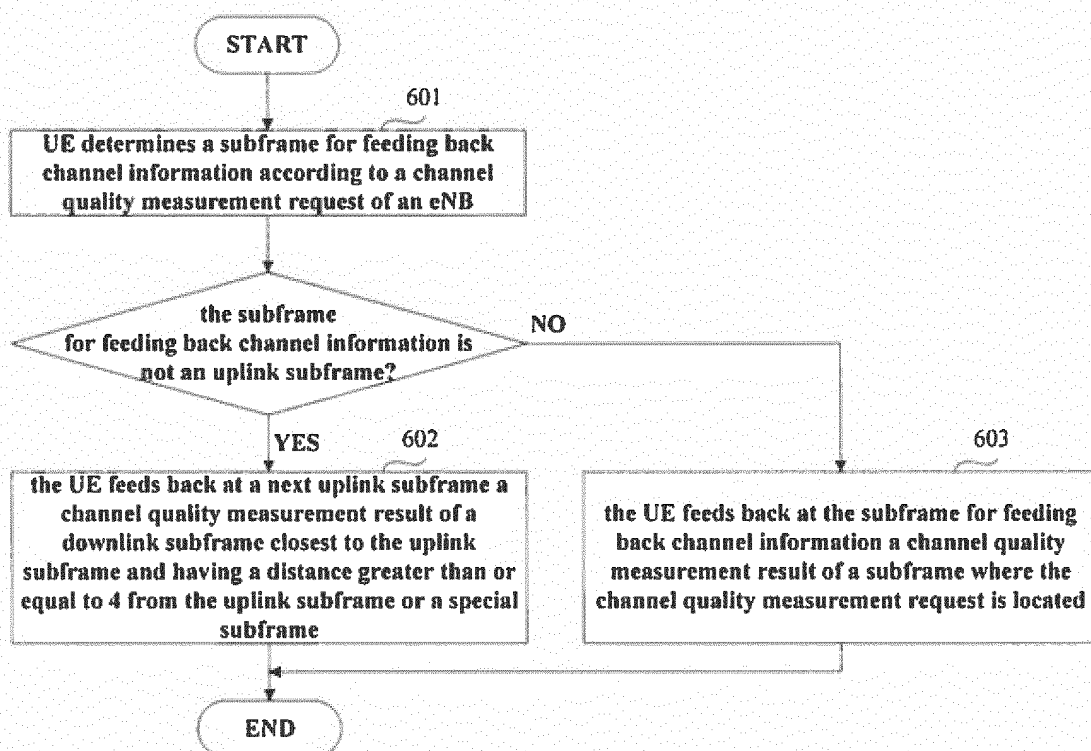 START
601
UE determines a subframe for feeding back
channel information according to a channel
quality measurement request of an eNB
the subframe
for feeding back channel information is
not an uplink subframe?
NO
YES
602
the UE feeds back at a next uplink subframe a
channel quality measurement result of a
downlink subframe closest to the uplink
subframe and having a distance greater than or
equal to 4 from the uplink subframe or a special
subframe
603
the UE feeds back at the subframe for feeding
back channel information a channel quality
measurement result of a subframe where the
channel quality measurement request is located
END